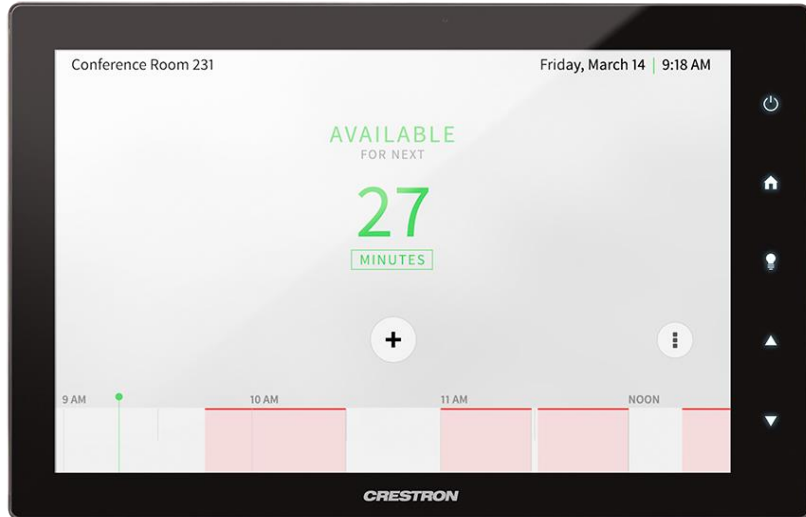 Conference Room 231
Friday, March 14 | 9:18 AM
AVAILABLE
FOR NEXT
27
MINUTES
9 AM
10 AM
11 AM
NOON
CRESTRON